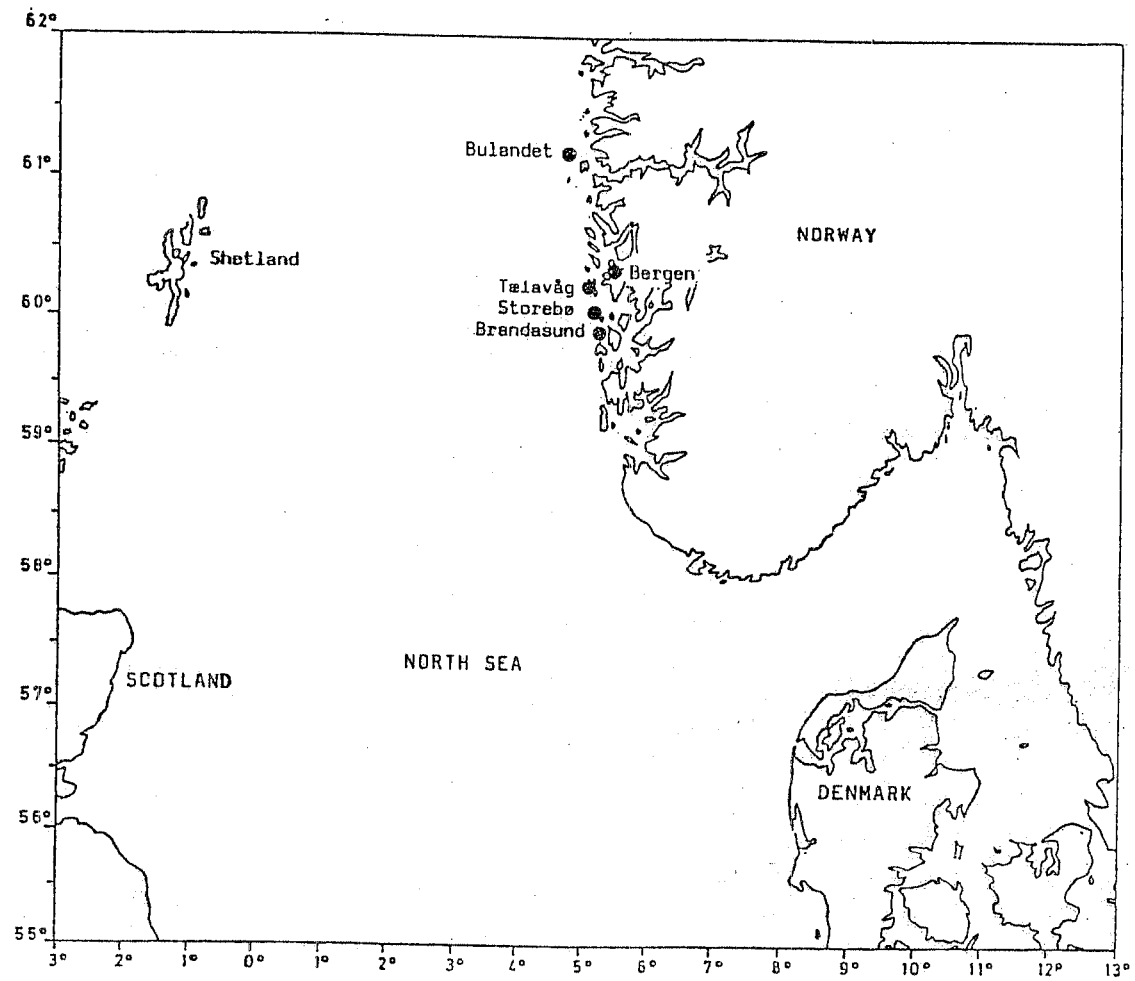 62°
Bulandet
61°
NORWAY
Shetland
Bergen
Tælavåg
60°
Storebø
Brandasund
59°
58°
NORTH SEA
SCOTLAND
57°
DENMARK
56°
55°
3° 2° 1° 0° 1° 2° 3° 4° 5° 6° 7° 8° 9° 10° 11° 12° 13°